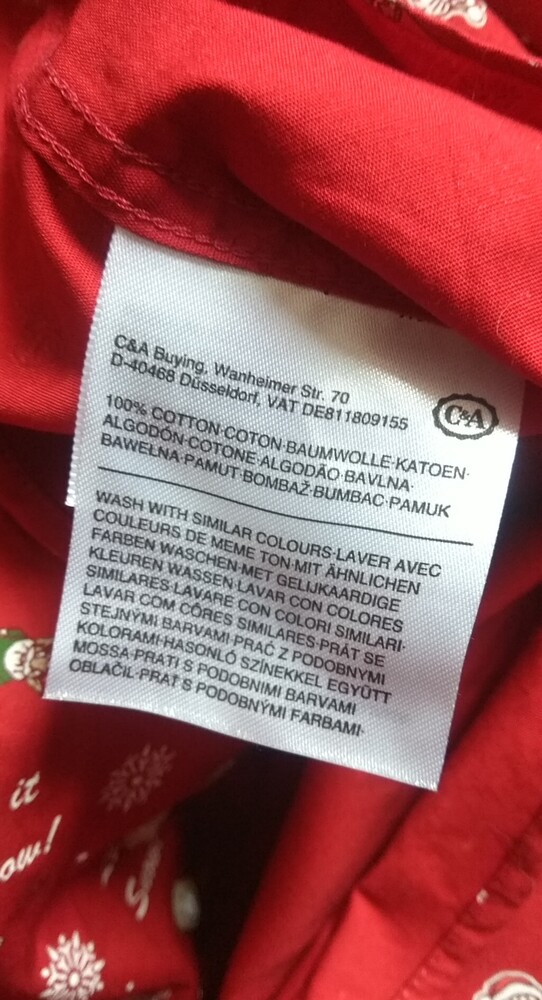 C&A Buying, Wanheimer Str. 70
D-40468 Düsseldorf, VAT DE811809155
C&A
100% COTTON·COTON·BAUMWOLLE·KATOEN·
ALGODÓN·COTONE·ALGODÃO·BAVLNA·
BAWEŁNA·PAMUT·BOMBAŽ·BUMBAC·PAMUK
WASH WITH SIMILAR COLOURS·LAVER AVEC
COULEURS DE MEME TON·MIT ÄHNLICHEN
FARBEN WASCHEN·MET GELIJKAARDIGE
KLEUREN WASSEN·LAVAR CON COLORES
SIMILARES·LAVARE CON COLORI SIMILARI·
LAVAR COM CÔRES SIMILARES·PRÁT SE
STEJNÝMI BARVAMI·PRAĆ Z PODOBNYMI
KOLORAMI·HASONLÓ SZÍNEKKEL EGYÜTT
MOSSA·PRATI S PODOBNIMI BARVAMI
OBLAČIL·PRAŤ S PODOBNÝMI FARBAMI·
it
ow!